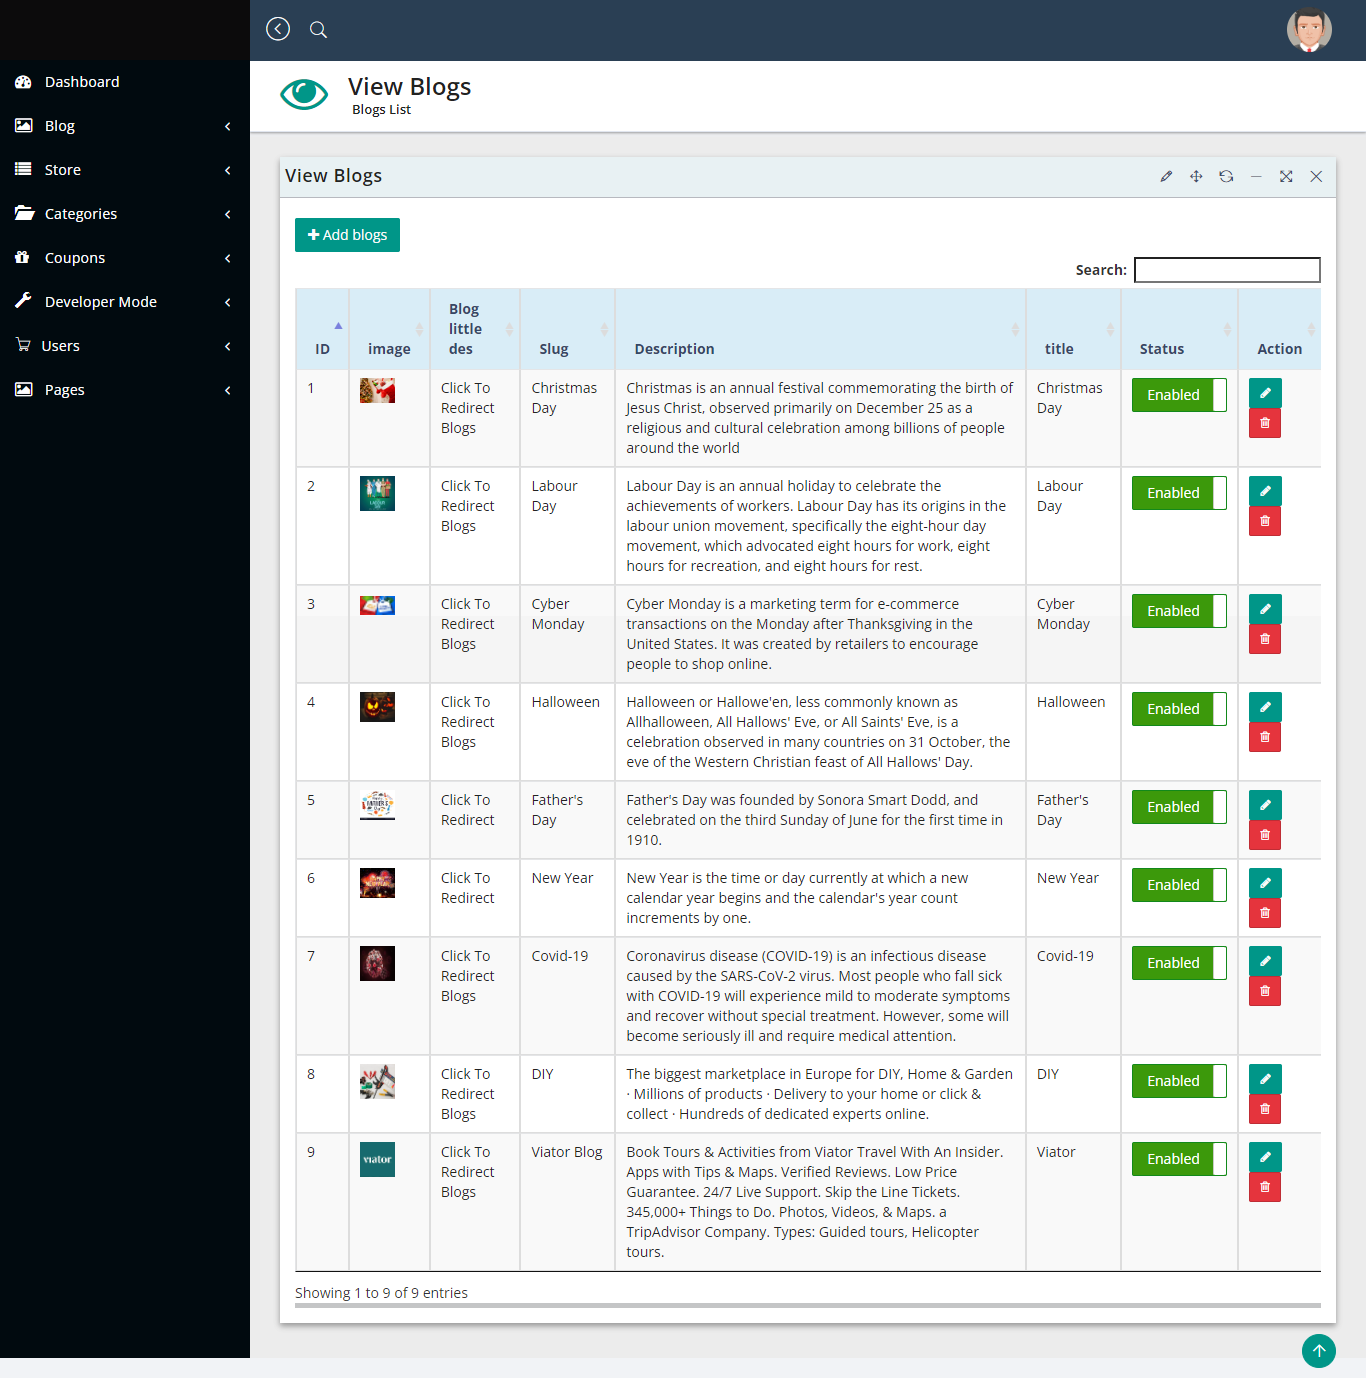 Dashboard
Blog
Store
Categories
Coupons
Developer Mode
Users
Pages
View Blogs
Blogs List
View Blogs
Add blogs
Search:
ID image Blog little des Slug Description title Status Action
1 Click To Christmas Christmas is an annual festival commemorating the birth of Christmas Enabled
Redirect Day Jesus Christ, observed primarily on December 25 as a Day
Blogs religious and cultural celebration among billions of people
around the world
2 Click To Labour Labour Day is an annual holiday to celebrate the Labour Enabled
Redirect Day achievements of workers. Labour Day has its origins in the Day
Blogs labour union movement, specifically the eight-hour day
movement, which advocated eight hours for work, eight
hours for recreation, and eight hours for rest.
3 Click To Cyber Cyber Monday is a marketing term for e-commerce Cyber Enabled
Redirect Monday transactions on the Monday after Thanksgiving in the Monday
Blogs United States. It was created by retailers to encourage
people to shop online.
4 Click To Halloween Halloween or Hallowe'en, less commonly known as Halloween Enabled
Redirect Allhalloween, All Hallows' Eve, or All Saints' Eve, is a
Blogs celebration observed in many countries on 31 October, the
eve of the Western Christian feast of All Hallows' Day.
5 Click To Father's Father's Day was founded by Sonora Smart Dodd, and Father's Enabled
Redirect Day celebrated on the third Sunday of June for the first time in Day
1910.
6 Click To New Year New Year is the time or day currently at which a new New Year Enabled
Redirect calendar year begins and the calendar's year count
increments by one.
7 Click To Covid-19 Coronavirus disease (COVID-19) is an infectious disease Covid-19 Enabled
Redirect caused by the SARS-CoV-2 virus. Most people who fall sick
Blogs with COVID-19 will experience mild to moderate symptoms
and recover without special treatment. However, some will
become seriously ill and require medical attention.
8 Click To DIY The biggest marketplace in Europe for DIY, Home & Garden DIY Enabled
Redirect · Millions of products · Delivery to your home or click &
Blogs collect · Hundreds of dedicated experts online.
9 viator Click To Viator Blog Book Tours & Activities from Viator Travel With An Insider. Viator Enabled
Redirect Apps with Tips & Maps. Verified Reviews. Low Price
Blogs Guarantee. 24/7 Live Support. Skip the Line Tickets.
345,000+ Things to Do. Photos, Videos, & Maps. a
TripAdvisor Company. Types: Guided tours, Helicopter
tours.
Showing 1 to 9 of 9 entries